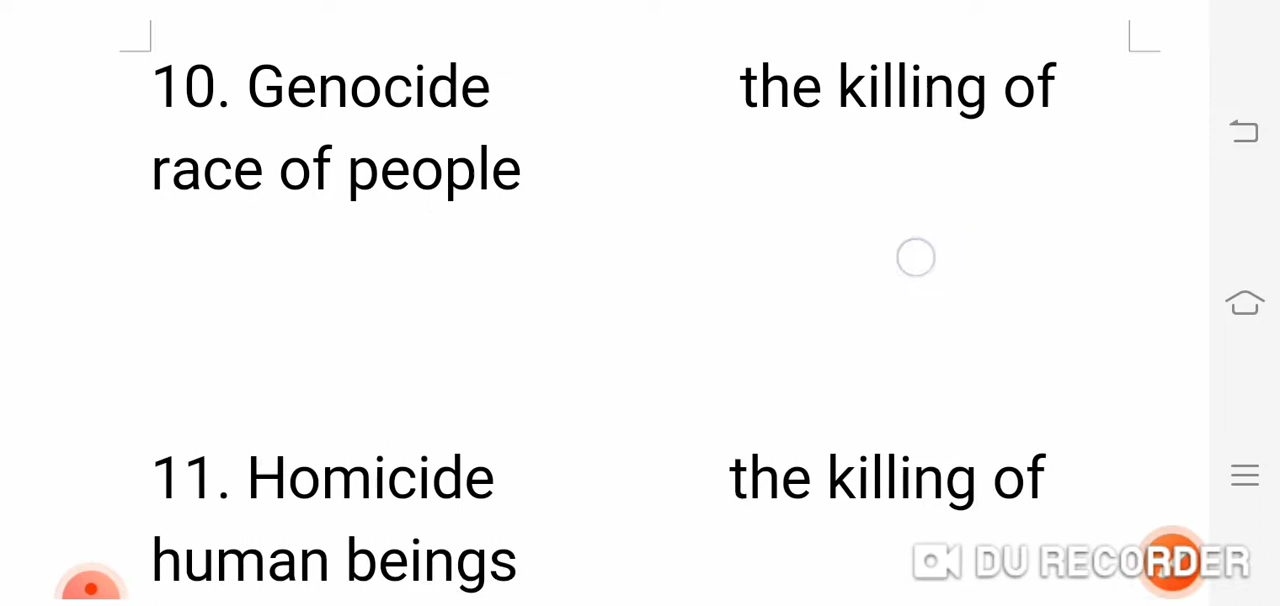 10. Genocide the killing of
race of people
11. Homicide the killing of
human beings
DU RECORDER